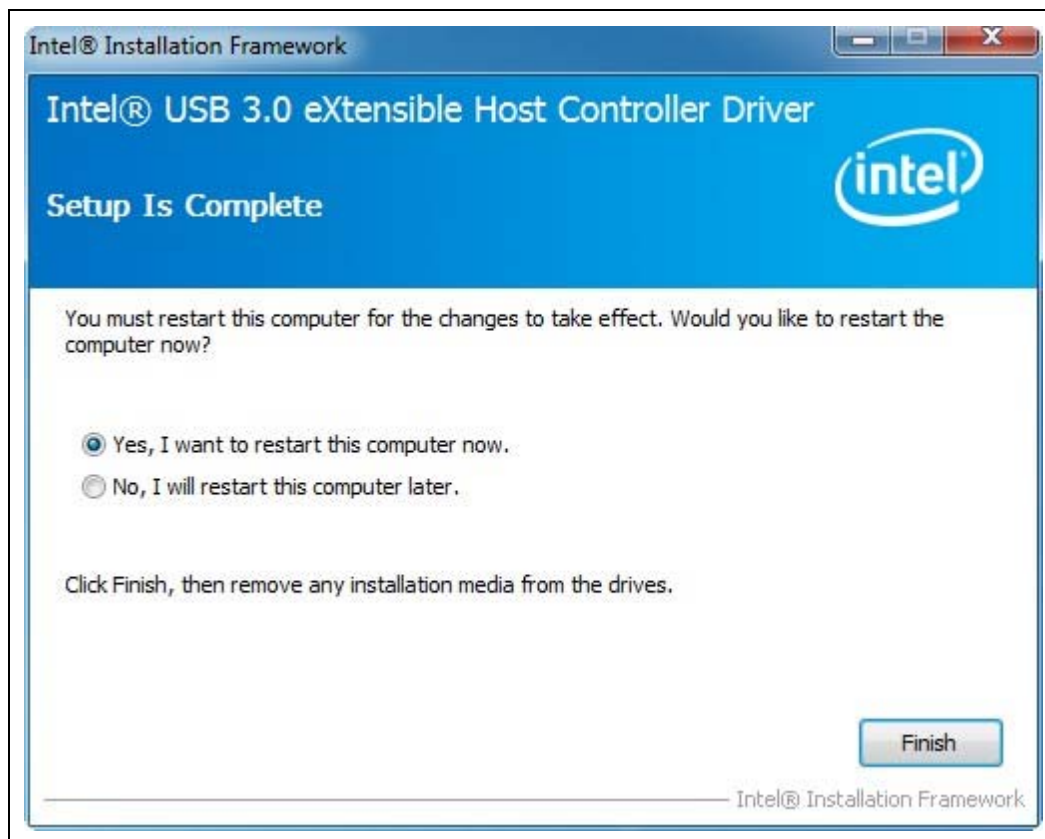 Intel® Installation Framework
Intel® USB 3.0 eXtensible Host Controller Driver
intel
Setup Is Complete
You must restart this computer for the changes to take effect. Would you like to restart the
computer now?
Yes, I want to restart this computer now.
No, I will restart this computer later.
Click Finish, then remove any installation media from the drives.
Finish
Intel® Installation Framework